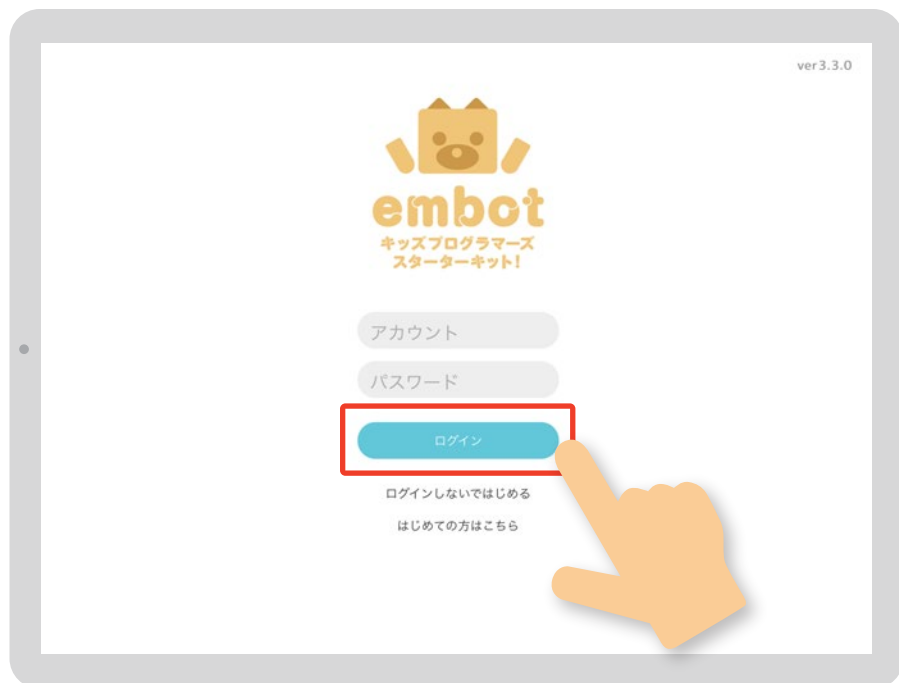 ver3.3.0
embot
キッズプログラマーズ
スターターキット!
アカウント
パスワード
ログイン
ログインしないではじめる
はじめての方はこちら